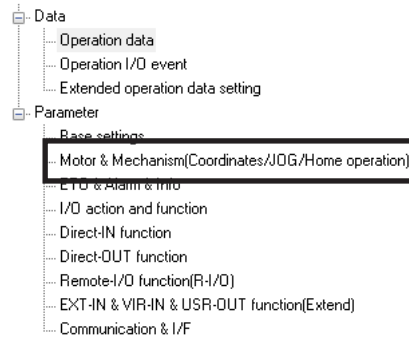 Data
Operation data
Operation I/O event
Extended operation data setting
Parameter
Base settings
Motor & Mechanism(Coordinates/JOG/Home operation)
ETO & Alarm & Info
I/O action and function
Direct-IN function
Direct-OUT function
Remote-I/O function(R-I/O)
EXT-IN & VIR-IN & USR-OUT function(Extend)
Communication & I/F